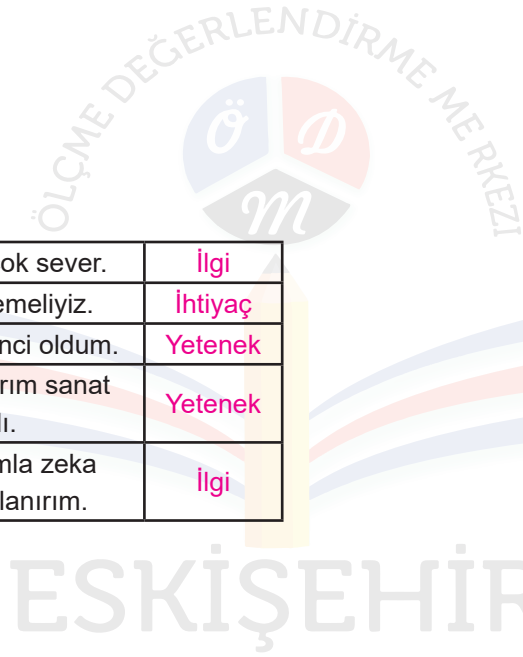 ÖLÇME DEĞERLENDİRME MERKEZİ
Ö D
m
ok sever. İlgi
emeliyiz. İhtiyaç
nci oldum. Yetenek
rım sanat
Yetenek
ı.
mla zeka
İlgi
lanırım.
ESKİŞEHİR